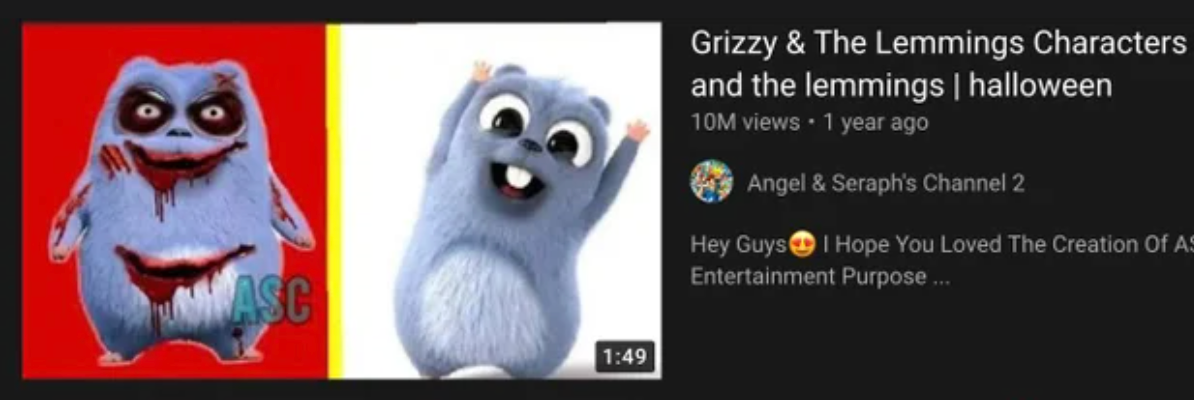 Grizzy & The Lemmings Characters
and the lemmings | halloween
10M views • 1 year ago
Angel & Seraph's Channel 2
Hey Guys😍 I Hope You Loved The Creation Of AS
Entertainment Purpose ...
ASC
1:49